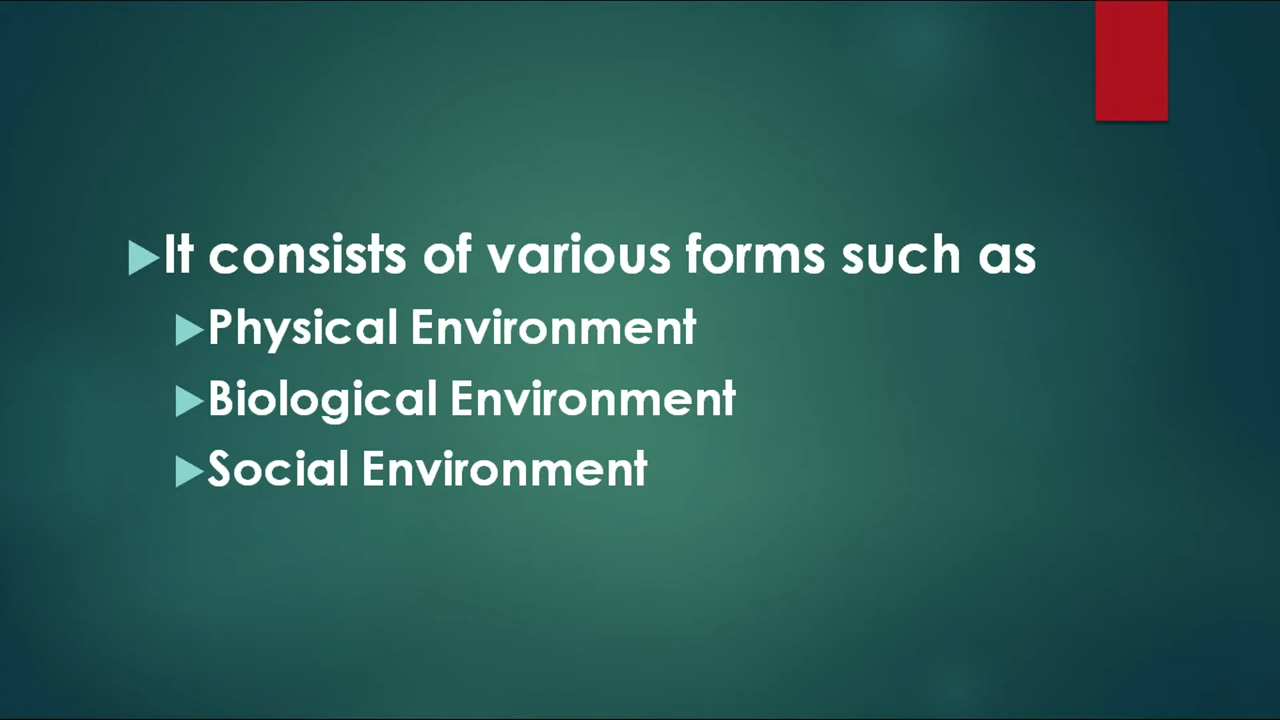 It consists of various forms such as
Physical Environment
Biological Environment
Social Environment